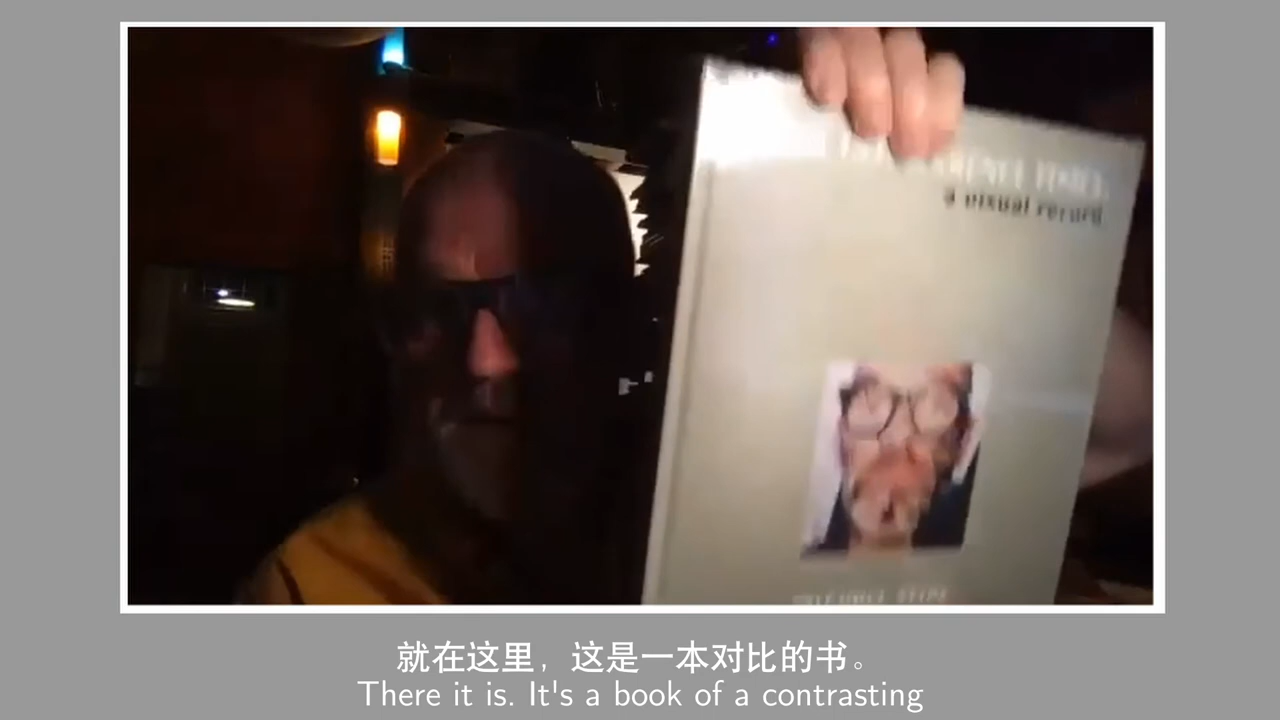 a visual record
就在这里，这是一本对比的书。
There it is. It's a book of a contrasting